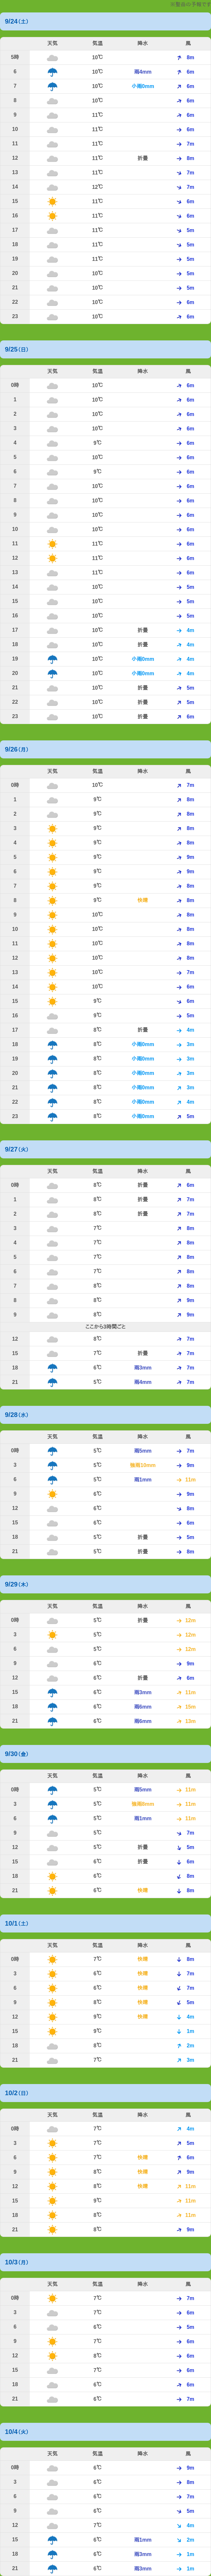 9/24(土)
天気 気温 降水 風
5時 10℃ 8m
6 10℃ 雨4mm 6m
7 10℃ 小雨0mm 6m
8 10℃ 6m
9 11℃ 6m
10 11℃ 6m
11 11℃ 7m
12 11℃ 折畳 8m
13 11℃ 7m
14 12℃ 7m
15 11℃ 6m
16 11℃ 6m
17 11℃ 5m
18 11℃ 5m
19 11℃ 5m
20 10℃ 5m
21 10℃ 5m
22 10℃ 6m
23 10℃ 6m
9/25(日)
天気 気温 降水 風
0時 10℃ 6m
1 10℃ 6m
2 10℃ 6m
3 10℃ 6m
4 9℃ 6m
5 10℃ 6m
6 9℃ 6m
7 10℃ 6m
8 10℃ 6m
9 10℃ 6m
10 10℃ 6m
11 11℃ 6m
12 11℃ 6m
13 11℃ 6m
14 10℃ 5m
15 10℃ 5m
16 10℃ 5m
17 10℃ 折畳 4m
18 10℃ 折畳 4m
19 10℃ 小雨0mm 4m
20 10℃ 小雨0mm 4m
21 10℃ 折畳 5m
22 10℃ 折畳 5m
23 10℃ 折畳 6m
9/26(月)
天気 気温 降水 風
0時 10℃ 7m
1 9℃ 8m
2 9℃ 8m
3 9℃ 8m
4 9℃ 8m
5 9℃ 9m
6 9℃ 9m
7 9℃ 8m
8 9℃ 快適 8m
9 10℃ 8m
10 10℃ 8m
11 10℃ 8m
12 10℃ 8m
13 10℃ 7m
14 10℃ 6m
15 9℃ 6m
16 9℃ 5m
17 8℃ 折畳 4m
18 8℃ 小雨0mm 3m
19 8℃ 小雨0mm 3m
20 8℃ 小雨0mm 3m
21 8℃ 小雨0mm 3m
22 8℃ 小雨0mm 4m
23 8℃ 小雨0mm 5m
9/27(火)
天気 気温 降水 風
0時 8℃ 折畳 6m
1 8℃ 折畳 7m
2 8℃ 折畳 7m
3 7℃ 8m
4 7℃ 8m
5 7℃ 8m
6 7℃ 8m
7 8℃ 8m
8 8℃ 9m
9 8℃ 9m
ここから3時間ごと
12 8℃ 7m
15 7℃ 折畳 7m
18 6℃ 雨3mm 7m
21 5℃ 雨4mm 7m
9/28(水)
天気 気温 降水 風
0時 5℃ 雨5mm 7m
3 5℃ 強雨10mm 9m
6 5℃ 雨1mm 11m
9 6℃ 9m
12 6℃ 8m
15 6℃ 6m
18 5℃ 折畳 5m
21 5℃ 折畳 8m
9/29(木)
天気 気温 降水 風
0時 5℃ 折畳 12m
3 5℃ 12m
6 5℃ 12m
9 6℃ 9m
12 6℃ 折畳 6m
15 6℃ 雨3mm 11m
18 6℃ 雨6mm 15m
21 6℃ 雨6mm 13m
9/30(金)
天気 気温 降水 風
0時 5℃ 雨5mm 11m
3 5℃ 強雨8mm 11m
6 5℃ 雨1mm 11m
9 5℃ 7m
12 5℃ 折畳 5m
15 6℃ 折畳 6m
18 6℃ 8m
21 6℃ 快適 8m
10/1(土)
天気 気温 降水 風
0時 7℃ 快適 8m
3 6℃ 快適 7m
6 6℃ 快適 7m
9 8℃ 快適 5m
12 9℃ 快適 4m
15 9℃ 1m
18 8℃ 2m
21 7℃ 3m
10/2(日)
天気 気温 降水 風
0時 7℃ 4m
3 7℃ 5m
6 7℃ 快適 6m
9 8℃ 快適 9m
12 8℃ 快適 11m
15 9℃ 11m
18 8℃ 11m
21 8℃ 9m
10/3(月)
天気 気温 降水 風
0時 7℃ 7m
3 7℃ 6m
6 6℃ 5m
9 7℃ 6m
12 8℃ 6m
15 7℃ 6m
18 6℃ 6m
21 6℃ 7m
10/4(火)
天気 気温 降水 風
0時 6℃ 9m
3 6℃ 8m
6 6℃ 7m
9 6℃ 5m
12 7℃ 4m
15 6℃ 雨1mm 2m
18 6℃ 雨3mm 1m
21 6℃ 雨3mm 1m